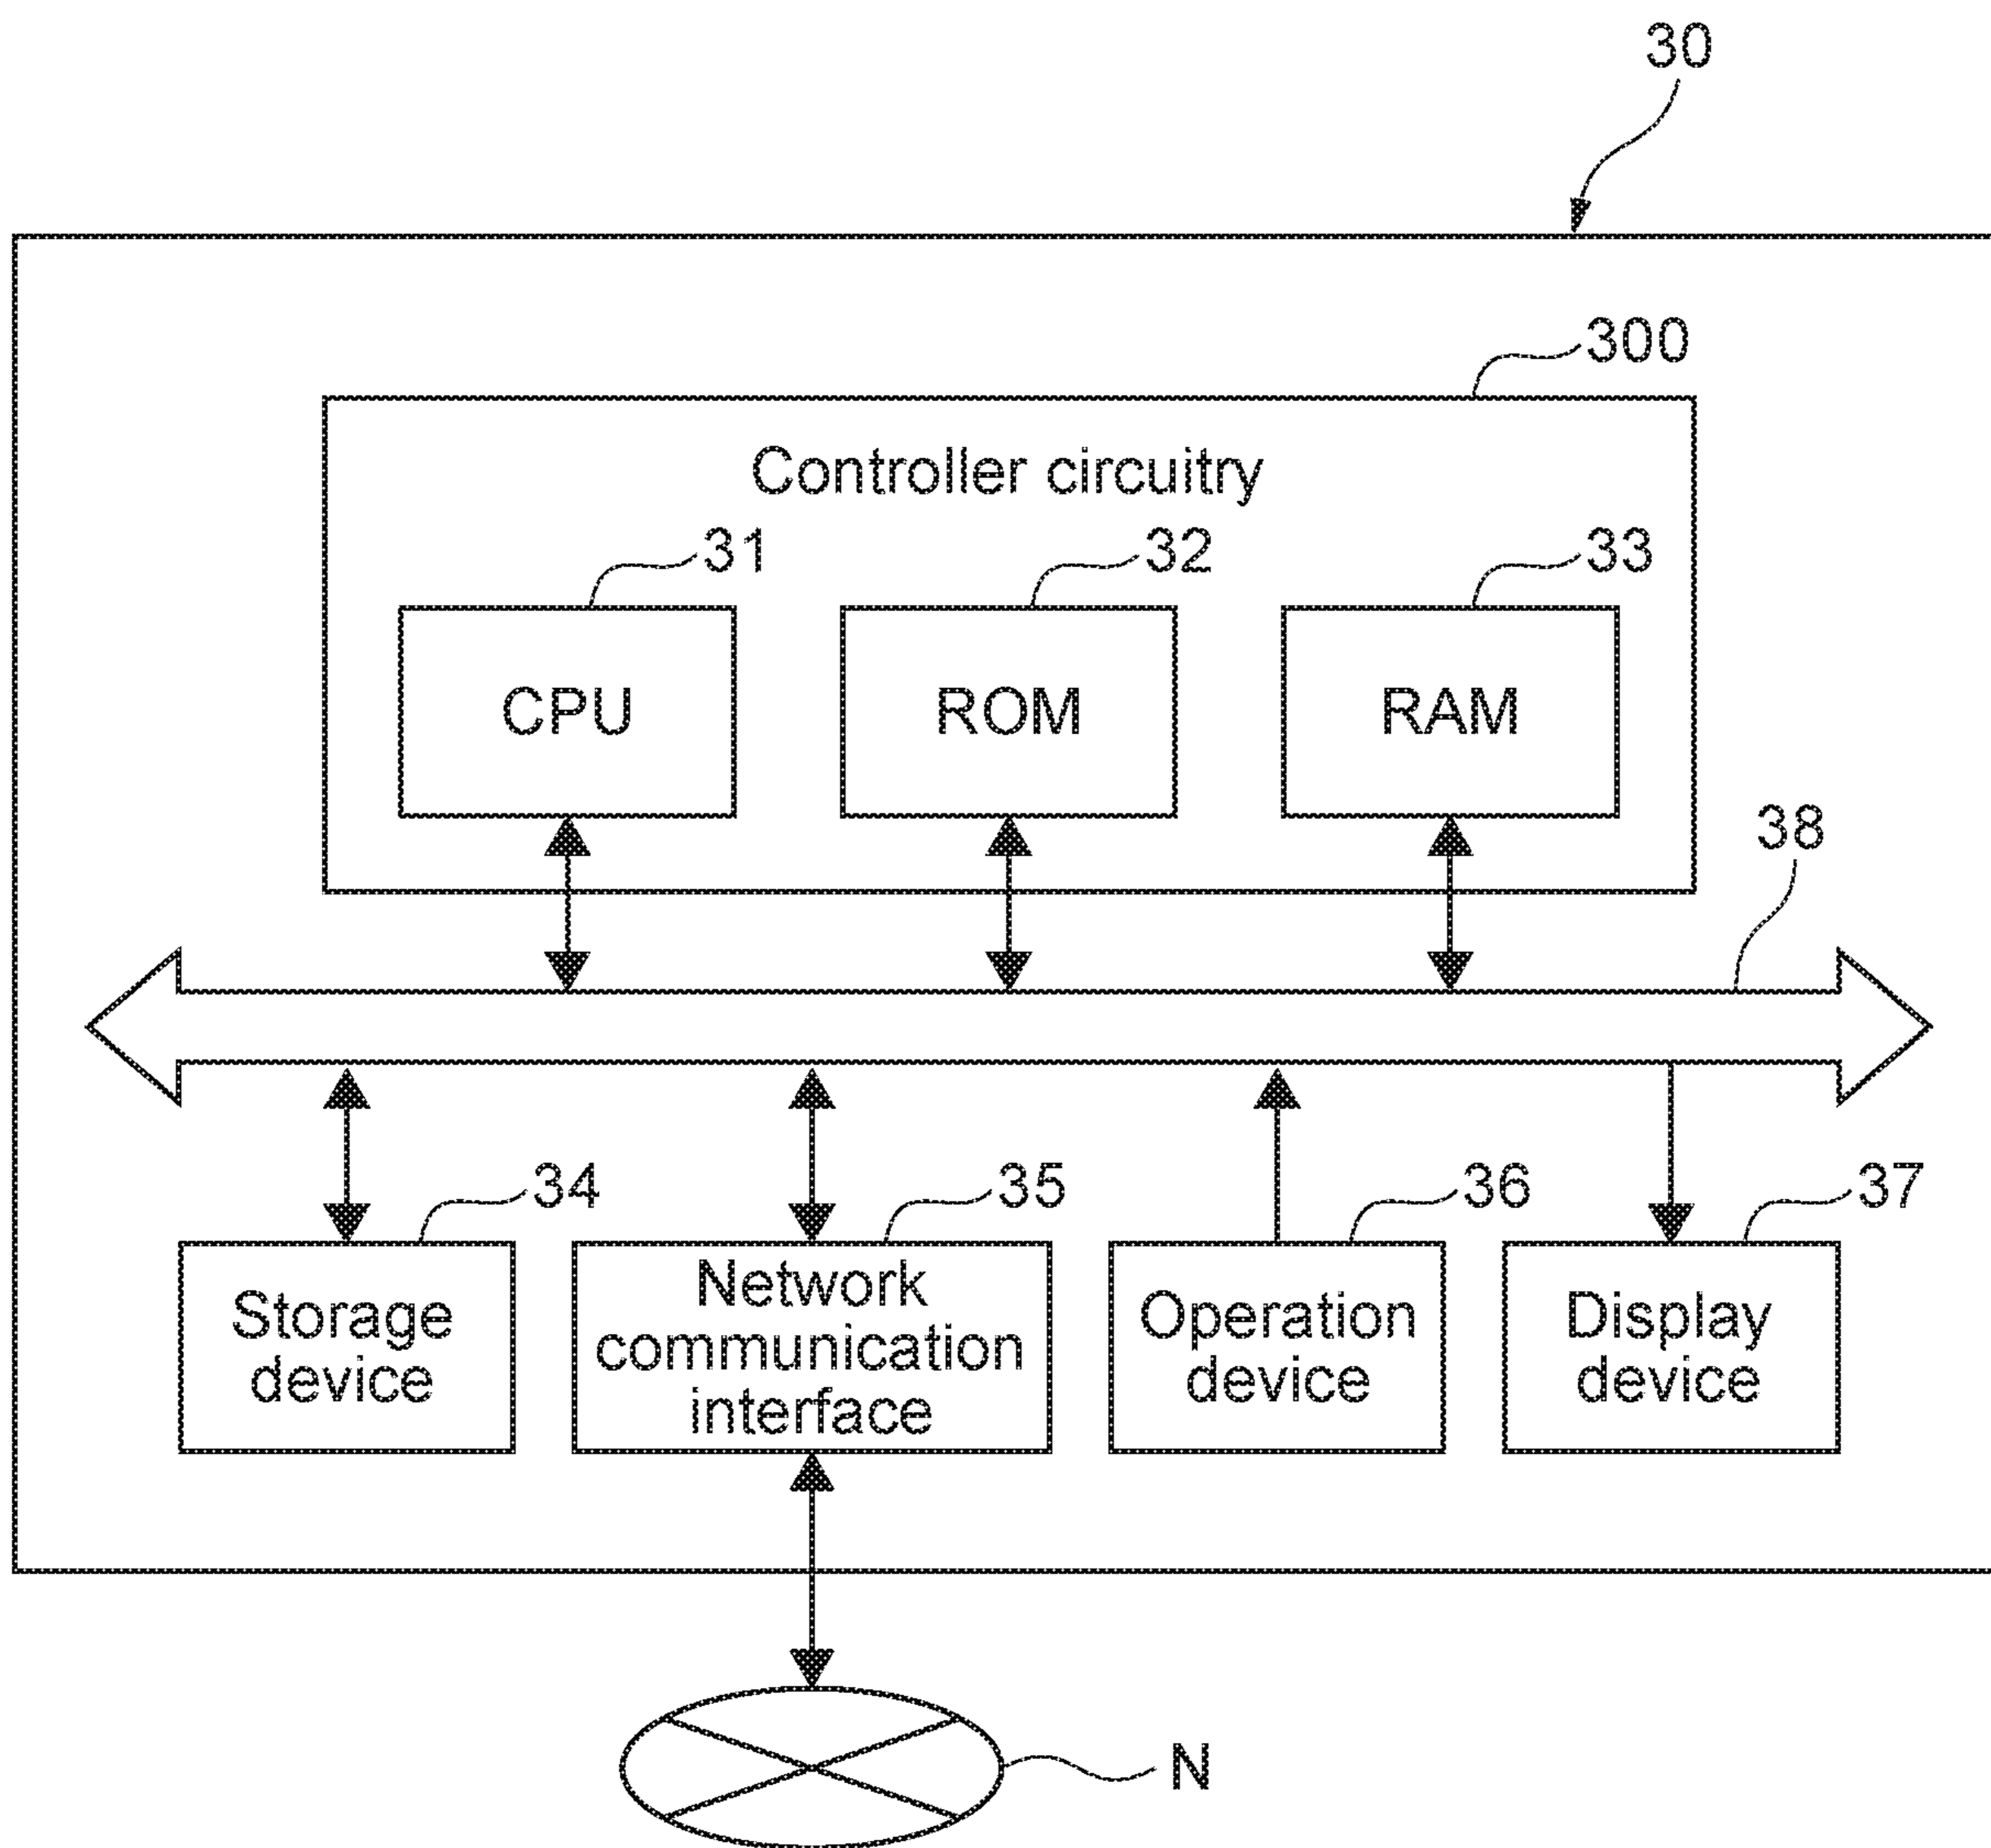 30
300
Controller circuitry
31
32
33
CPU
ROM
RAM
38
34
35
36
37
Storage
device
Network
communication
interface
Operation
device
Display
device
N